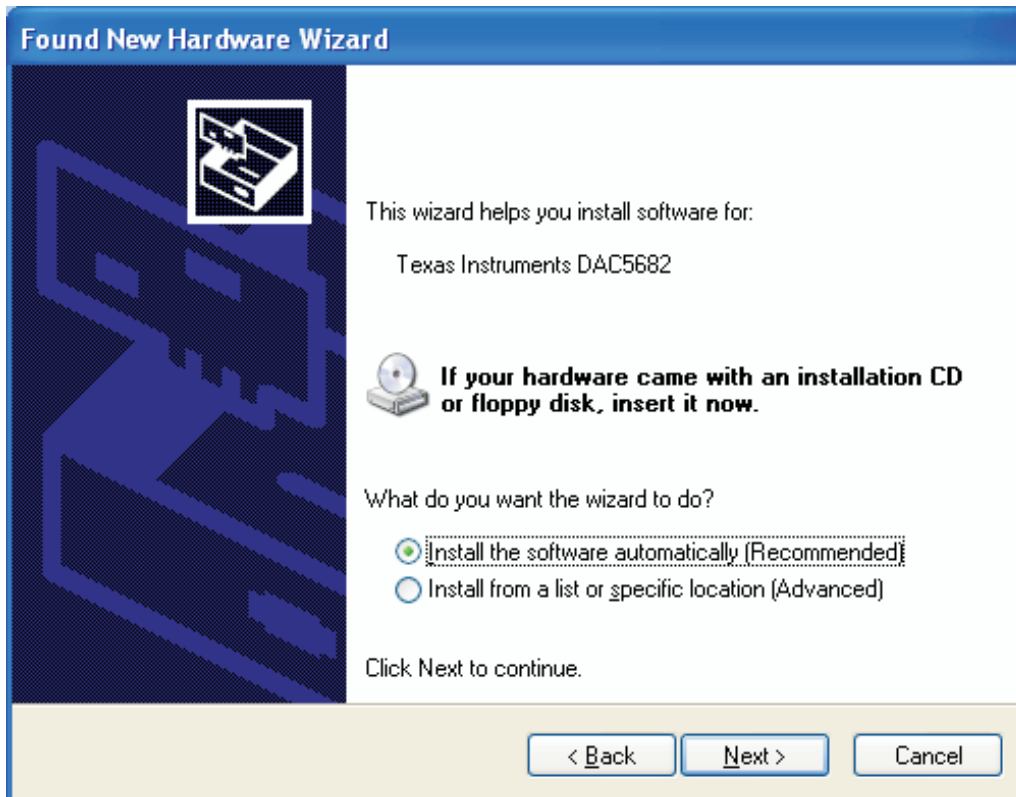 Found New Hardware Wizard
This wizard helps you install software for:
Texas Instruments DAC5682
If your hardware came with an installation CD
or floppy disk, insert it now.
What do you want the wizard to do?
Install the software automatically (Recommended)
Install from a list or specific location (Advanced)
Click Next to continue.
< Back
Next >
Cancel